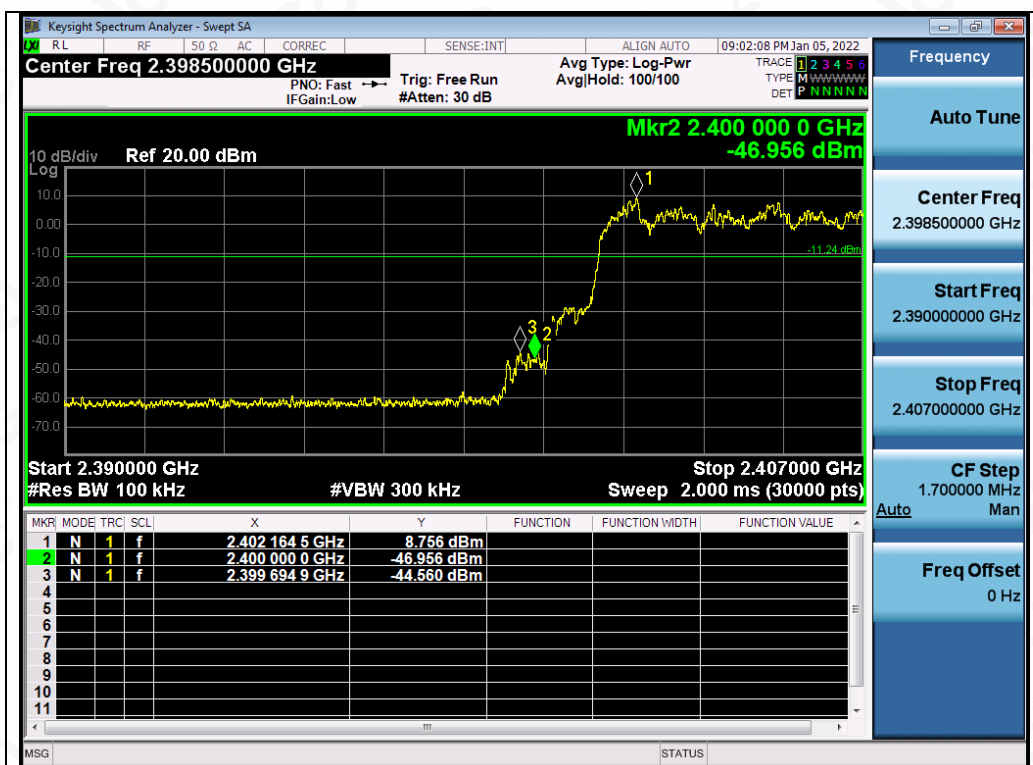 Keysight Spectrum Analyzer - Swept SA
LXI RL RF 50 Ω AC CORREC SENSE:INT ALIGN AUTO 09:02:08 PM Jan 05, 2022
Center Freq 2.398500000 GHz
PNO: Fast
IFGain:Low
Trig: Free Run
#Atten: 30 dB
Avg Type: Log-Pwr
Avg|Hold: 100/100
TRACE 1 2 3 4 5 6
TYPE M WWWWW
DET P N N N N N
Mkr2 2.400 000 0 GHz
-46.956 dBm
10 dB/div Ref 20.00 dBm
Log
10.0
0.00
-10.0
-20.0
-30.0
-40.0
-50.0
-60.0
-70.0
1
-11.24 dBm
3
2
Start 2.390000 GHz Stop 2.407000 GHz
#Res BW 100 kHz #VBW 300 kHz Sweep 2.000 ms (30000 pts)
MKR MODE TRC SCL X Y FUNCTION FUNCTION WIDTH FUNCTION VALUE
1 N 1 f 2.402 164 5 GHz 8.756 dBm
2 N 1 f 2.400 000 0 GHz -46.956 dBm
3 N 1 f 2.399 694 9 GHz -44.560 dBm
4
5
6
7
8
9
10
11
MSG STATUS
Frequency
Auto Tune
Center Freq
2.398500000 GHz
Start Freq
2.390000000 GHz
Stop Freq
2.407000000 GHz
CF Step
1.700000 MHz
Auto Man
Freq Offset
0 Hz